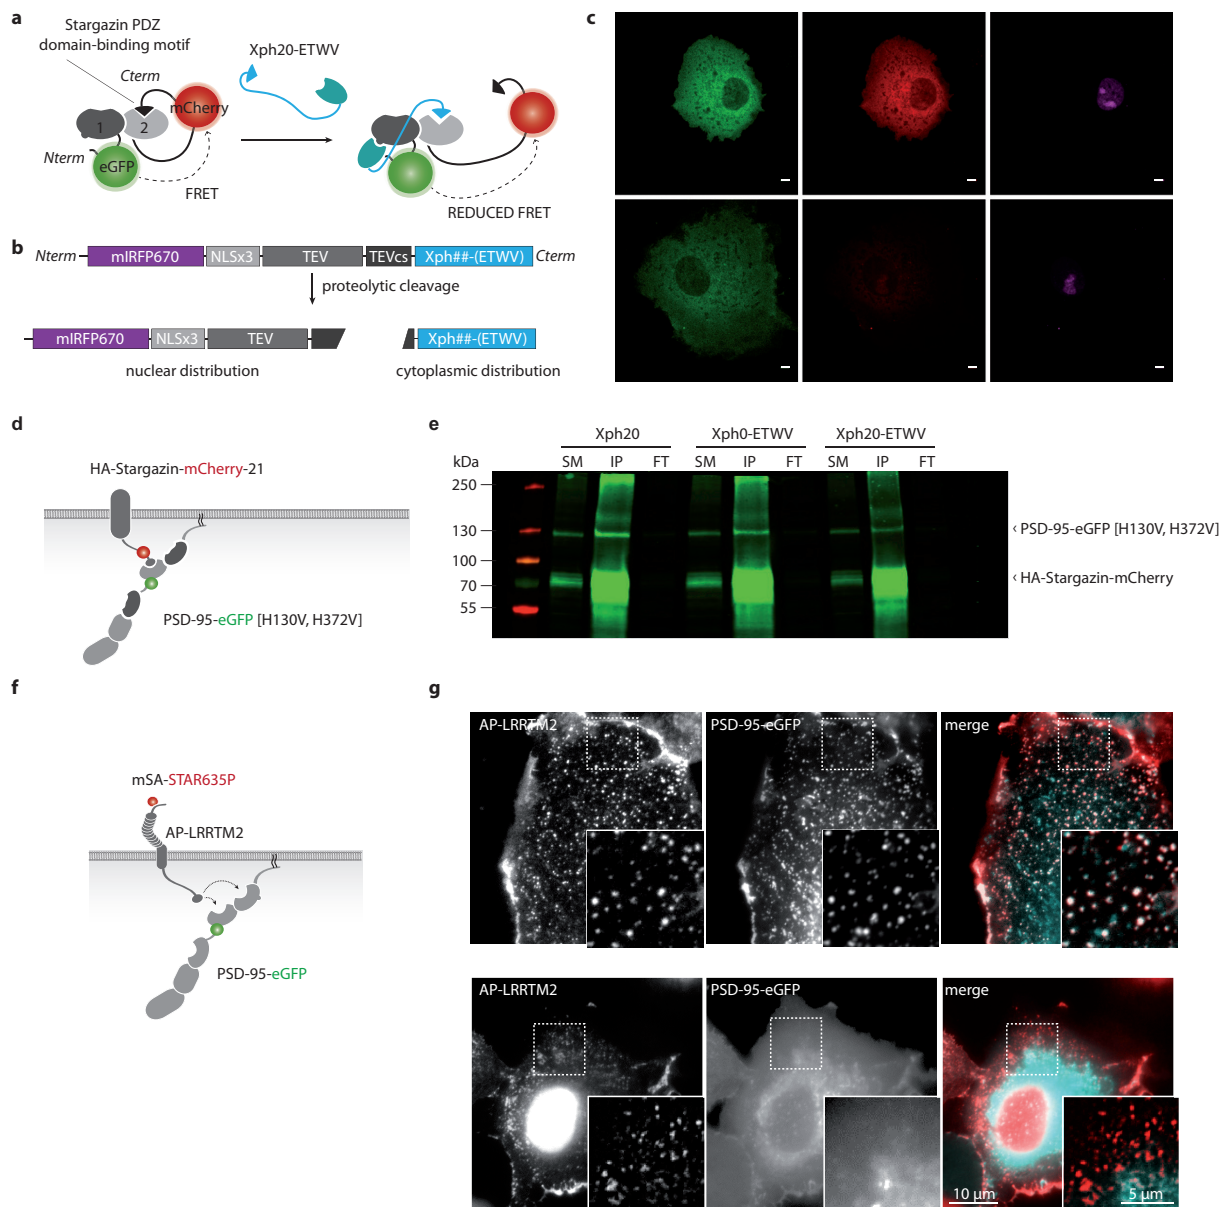 a
Stargazin PDZ
domain-binding motif
Cterm
Xph20-ETWV
mCherry
1
2
Nterm
eGFP
FRET
REDUCED FRET
b
Nterm
mIRFP670
NLSx3
TEV
TEVcs
Xph##-(ETWV)
Cterm
proteolytic cleavage
mIRFP670
NLSx3
TEV
Xph##-(ETWV)
nuclear distribution
cytoplasmic distribution
c
d
HA-Stargazin-mCherry-21
PSD-95-eGFP [H130V, H372V]
e
Xph20
Xph0-ETWV
Xph20-ETWV
kDa
SM
IP
FT
SM
IP
FT
SM
IP
FT
250
130
100
70
55
‹ PSD-95-eGFP [H130V, H372V]
‹ HA-Stargazin-mCherry
f
mSA-STAR635P
AP-LRRTM2
PSD-95-eGFP
g
AP-LRRTM2
PSD-95-eGFP
merge
AP-LRRTM2
PSD-95-eGFP
merge
10 µm
5 µm